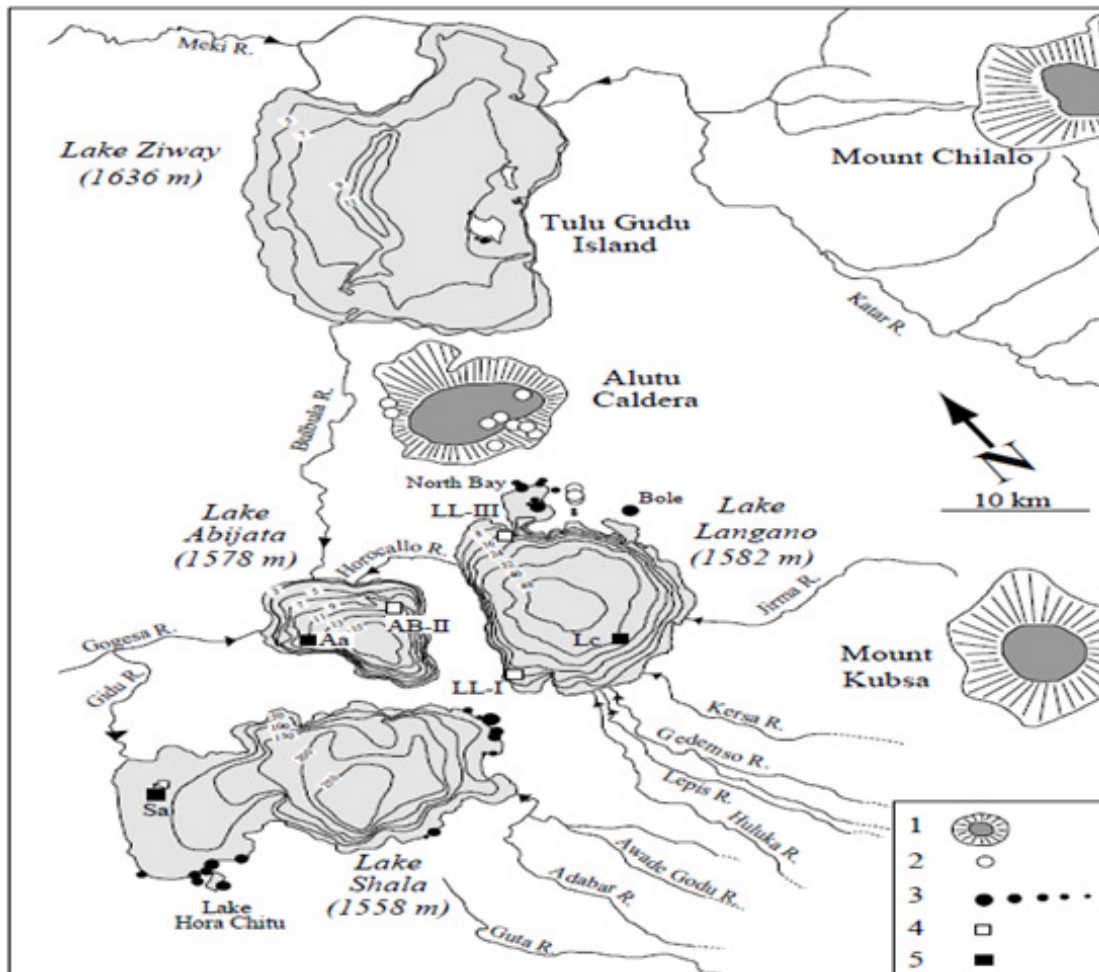 Meki R.
Lake Ziway
(1636 m)
Mount Chilalo
Tulu Gudu
Island
Katar R.
Bulbula R.
Alutu
Caldera
N
10 km
North Bay
Bole
LL-III
Lake
Langano
(1582 m)
Lake
Abijata
(1578 m)
Horocallo R.
Jirma R.
Gogesa R.
Gidu R.
Aa
AB-II
Lc
LL-I
Mount
Kubsa
Kersa R.
Gedemso R.
Lepis R.
Huluka R.
Sa
Awade Godu R.
Adabar R.
Guta R.
Lake
Shala
(1558 m)
Lake
Hora Chitu
1
2
3
4
5